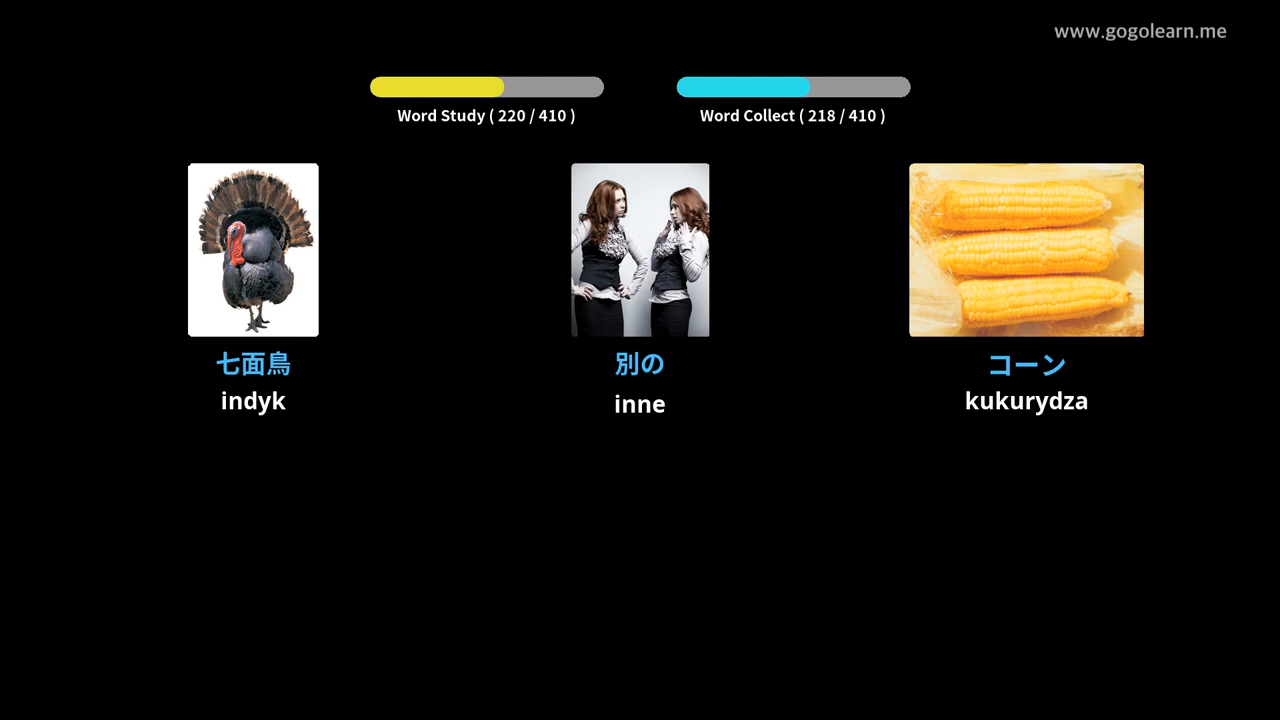 www.gogolearn.me
Word Study ( 220 / 410 )
Word Collect ( 218 / 410 )
七面鳥
indyk
別の
inne
コーン
kukurydza